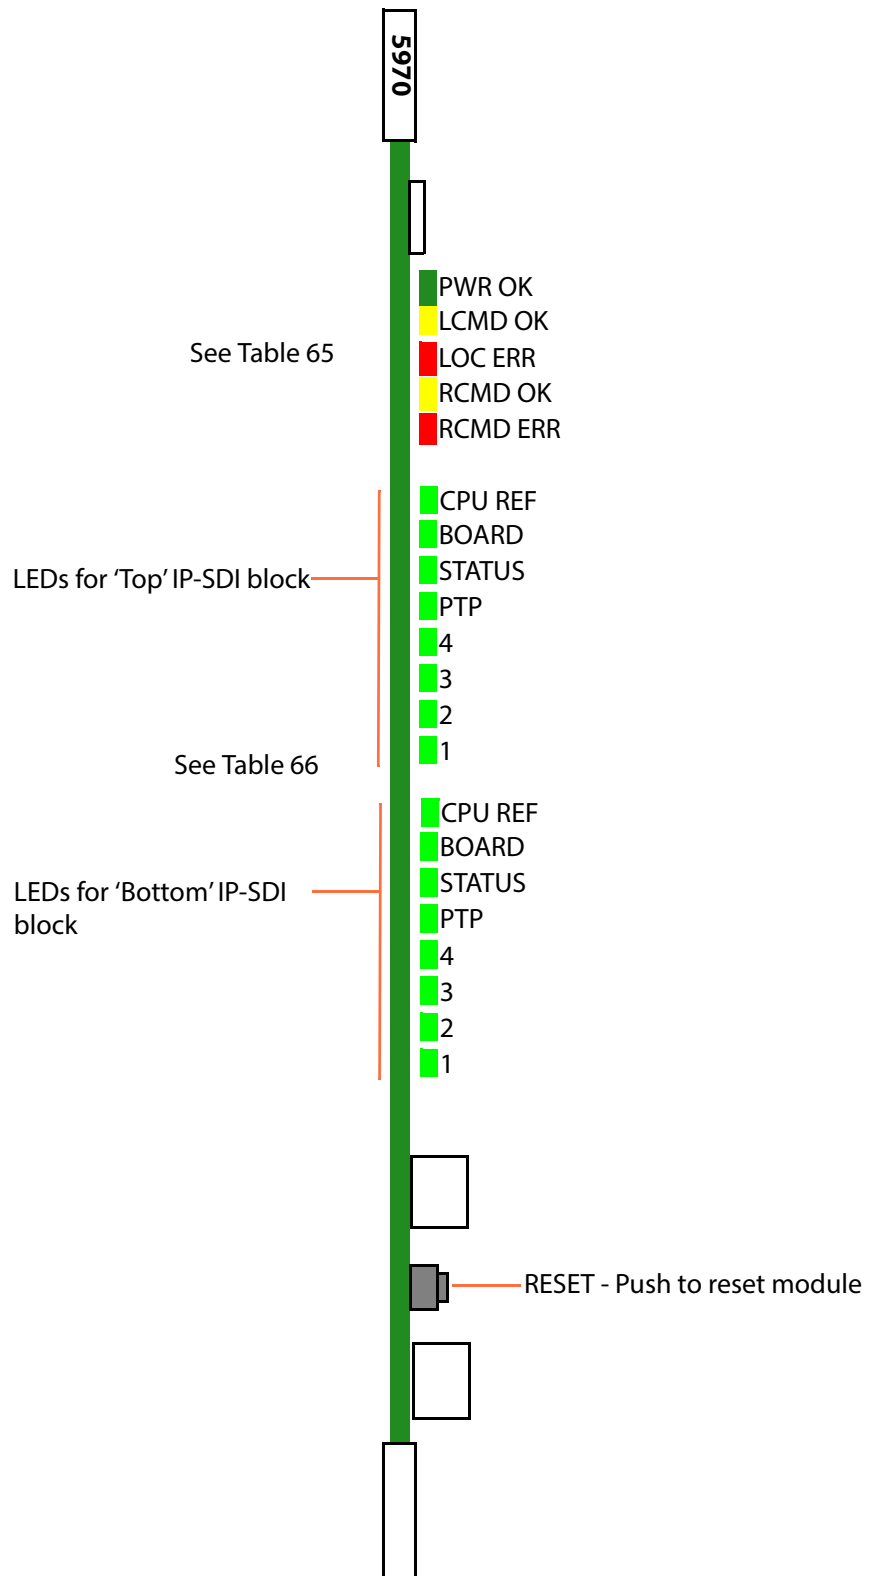 5970
PWR OK
LCMD OK
See Table 65
LOC ERR
RCMD OK
RCMD ERR
CPU REF
BOARD
LEDs for ‘Top’ IP-SDI block
STATUS
PTP
4
3
2
1
See Table 66
CPU REF
BOARD
LEDs for ‘Bottom’ IP-SDI
block
STATUS
PTP
4
3
2
1
RESET - Push to reset module